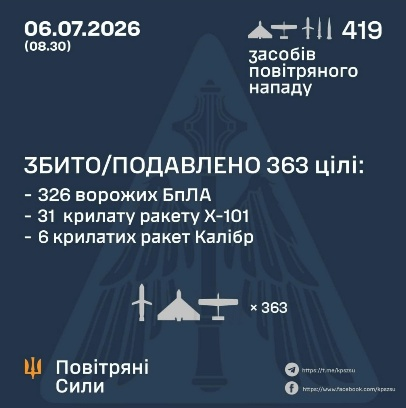 06.07.2026
(08.30)
419
засобів
повітряного
нападу
ЗБИТО/ПОДАВЛЕНО 363 цілі:
- 326 ворожих БпЛА
- 31 крилату ракету Х-101
- 6 крилатих ракет Калібр
× 363
Повітряні
Сили
https://t.me/kpszsu
https://www.facebook.com/kpszsu